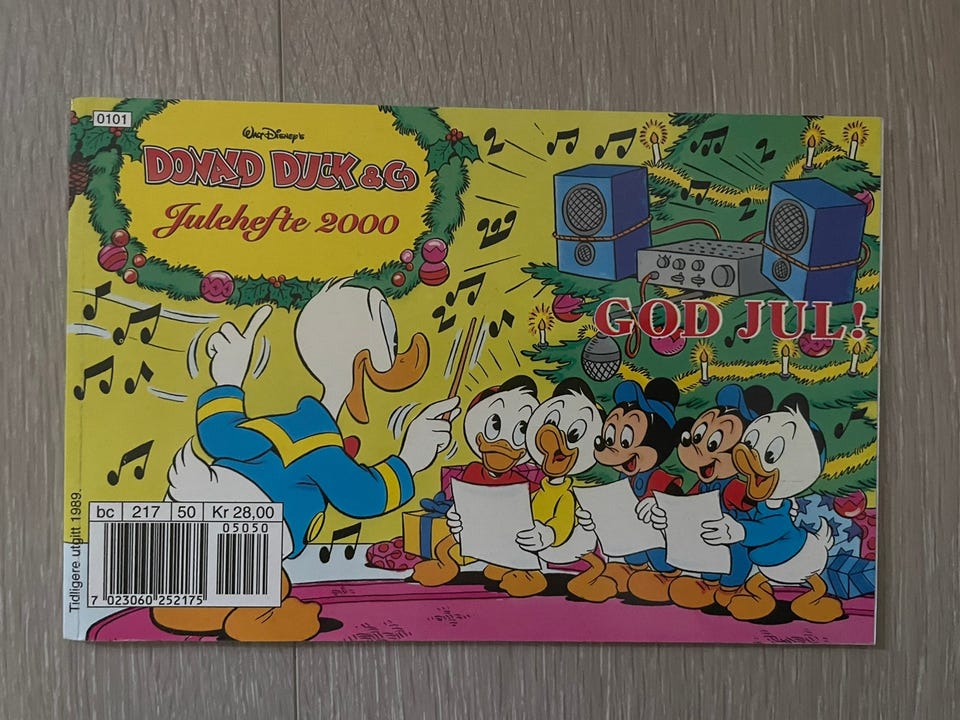 0101
Walt Disney's
DONALD DUCK & Co
Julehefte 2000
GOD JUL!
Tidligere utgitt 1989.
bc 217 50 Kr 28,00
05050
7 023060 252175